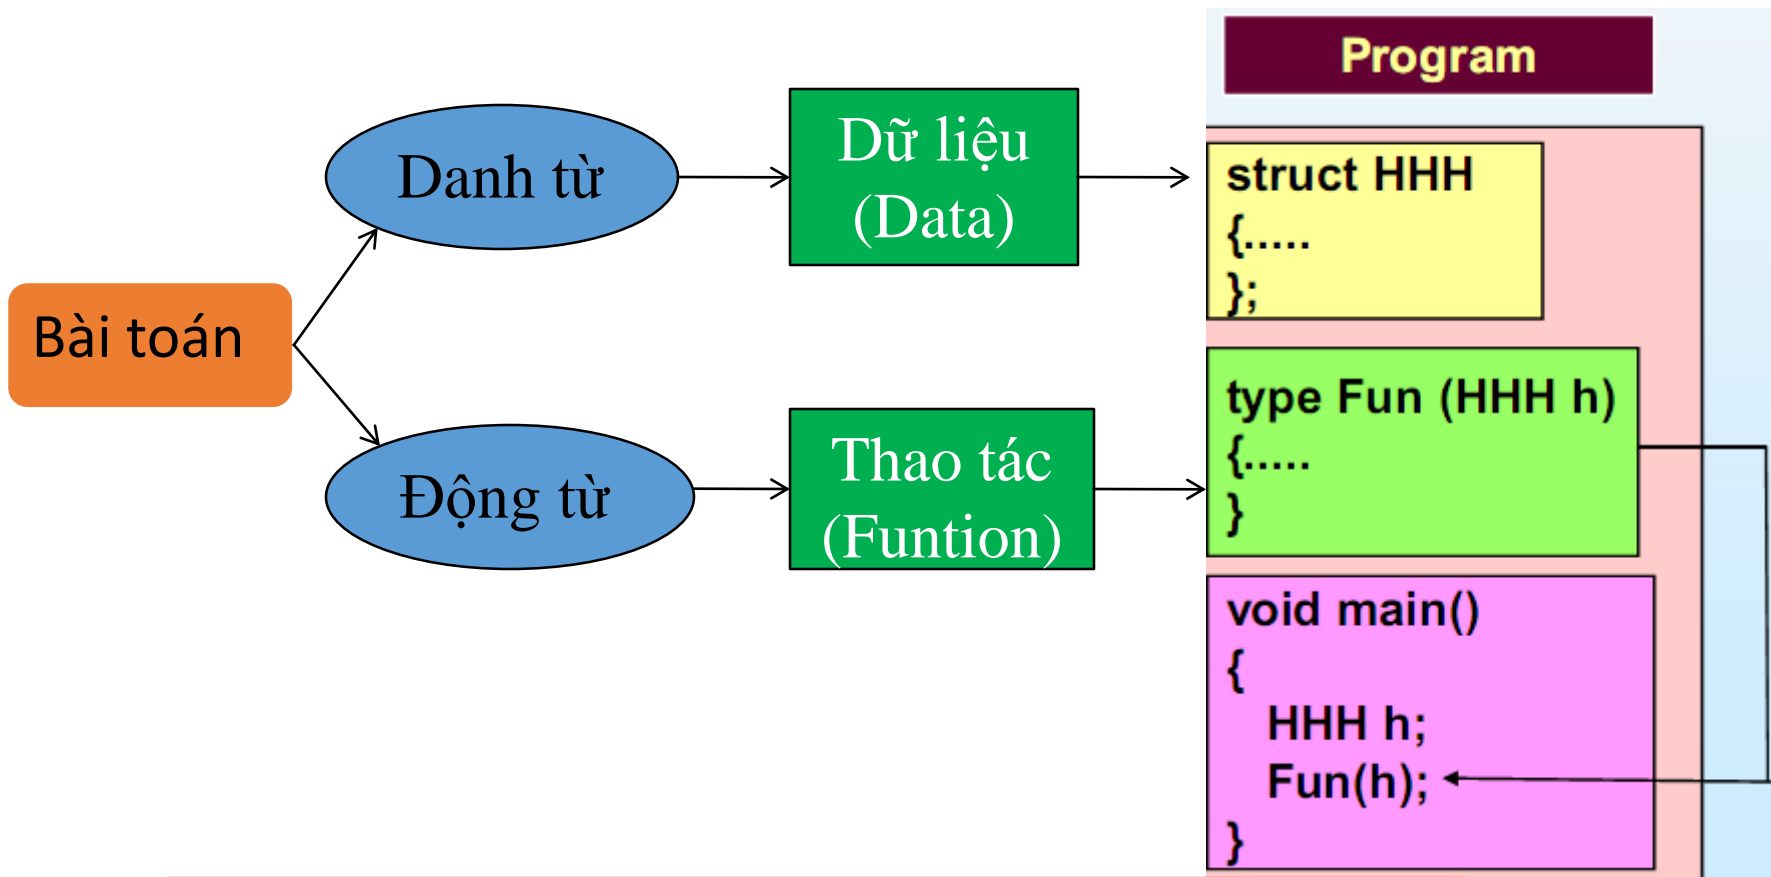 Bài toán
Danh từ
Động từ
Dữ liệu
(Data)
Thao tác
(Funtion)
Program
struct HHH
{.....
};
type Fun (HHH h)
{.....
}
void main()
{
HHH h;
Fun(h);
}